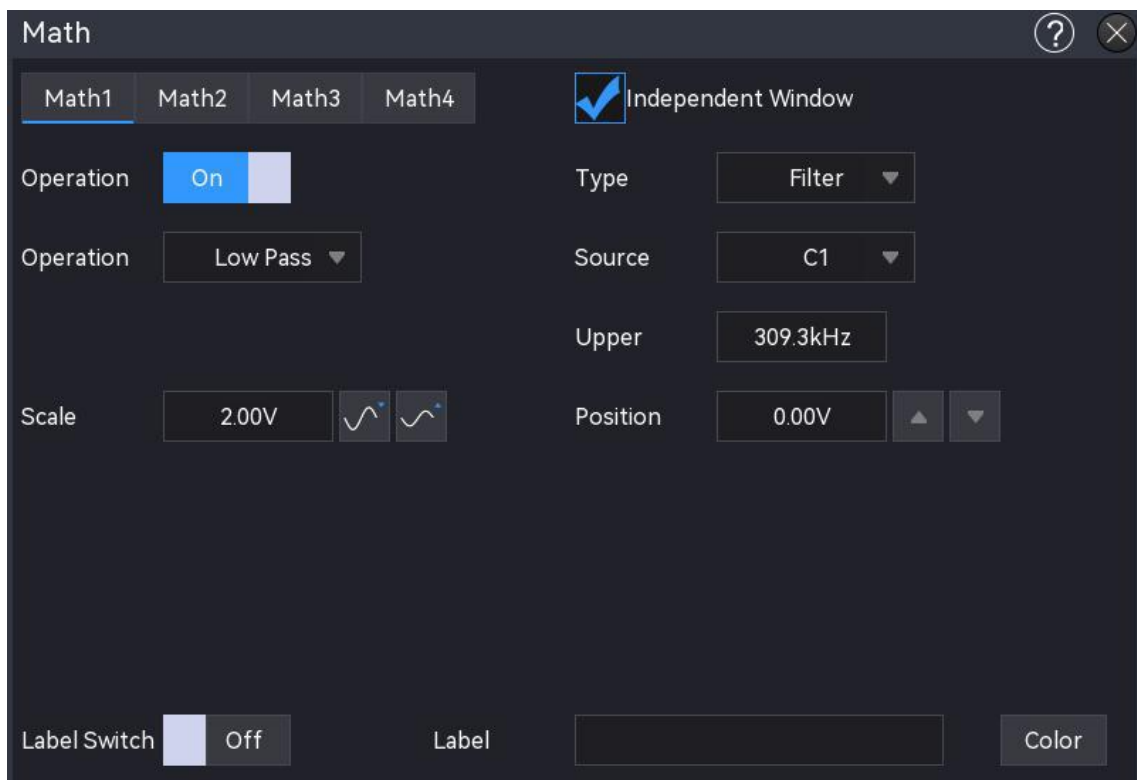 Math ?
Math1 Math2 Math3 Math4 Independent Window
Operation On Type Filter
Operation Low Pass Source C1
Upper 309.3kHz
Scale 2.00V Position 0.00V
Label Switch Off Label Color